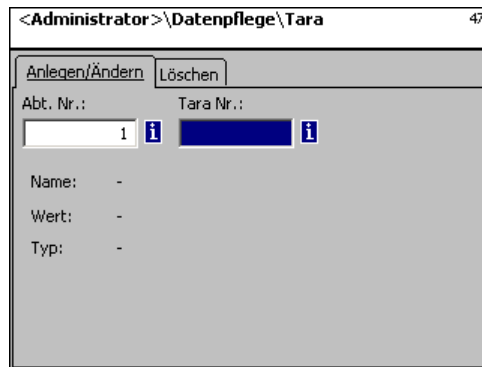 <Administrator>\Datenpflege\Tara 47
Anlegen/Ändern Löschen
Abt. Nr.: Tara Nr.:
1 i i
Name: -
Wert: -
Typ: -